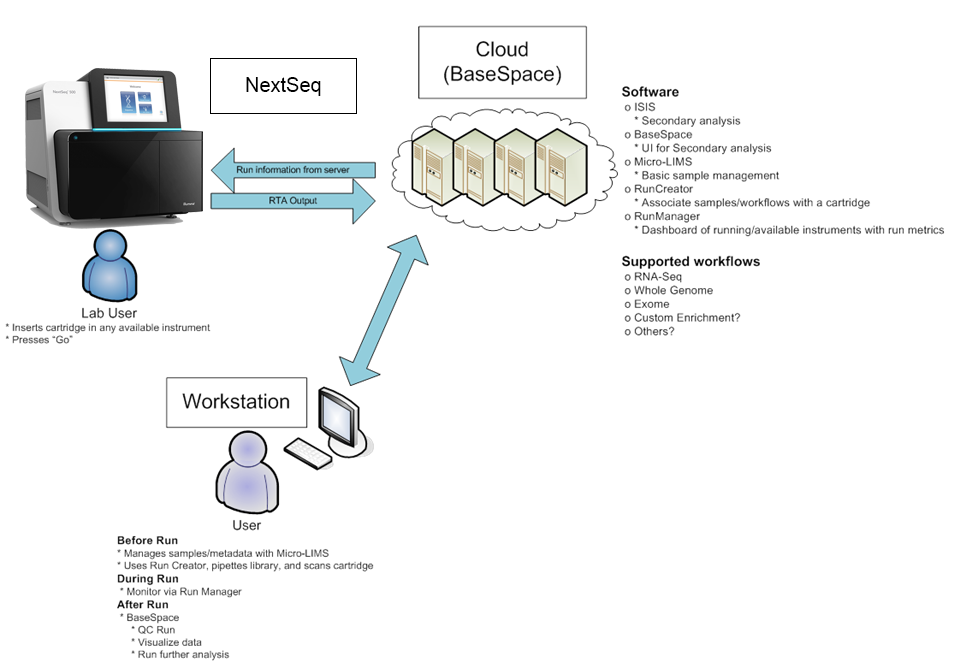 Cloud
(BaseSpace)
NextSeq
Run information from server
RTA Output
Software
o ISIS
* Secondary analysis
o BaseSpace
* UI for Secondary analysis
o Micro-LIMS
* Basic sample management
o RunCreator
* Associate samples/workflows with a cartridge
o RunManager
* Dashboard of running/available instruments with run metrics
Supported workflows
o RNA-Seq
o Whole Genome
o Exome
o Custom Enrichment?
o Others?
Lab User
* Inserts cartridge in any available instrument
* Presses “Go”
Workstation
User
Before Run
* Manages samples/metadata with Micro-LIMS
* Uses Run Creator, pipettes library, and scans cartridge
During Run
* Monitor via Run Manager
After Run
* BaseSpace
* QC Run
* Visualize data
* Run further analysis